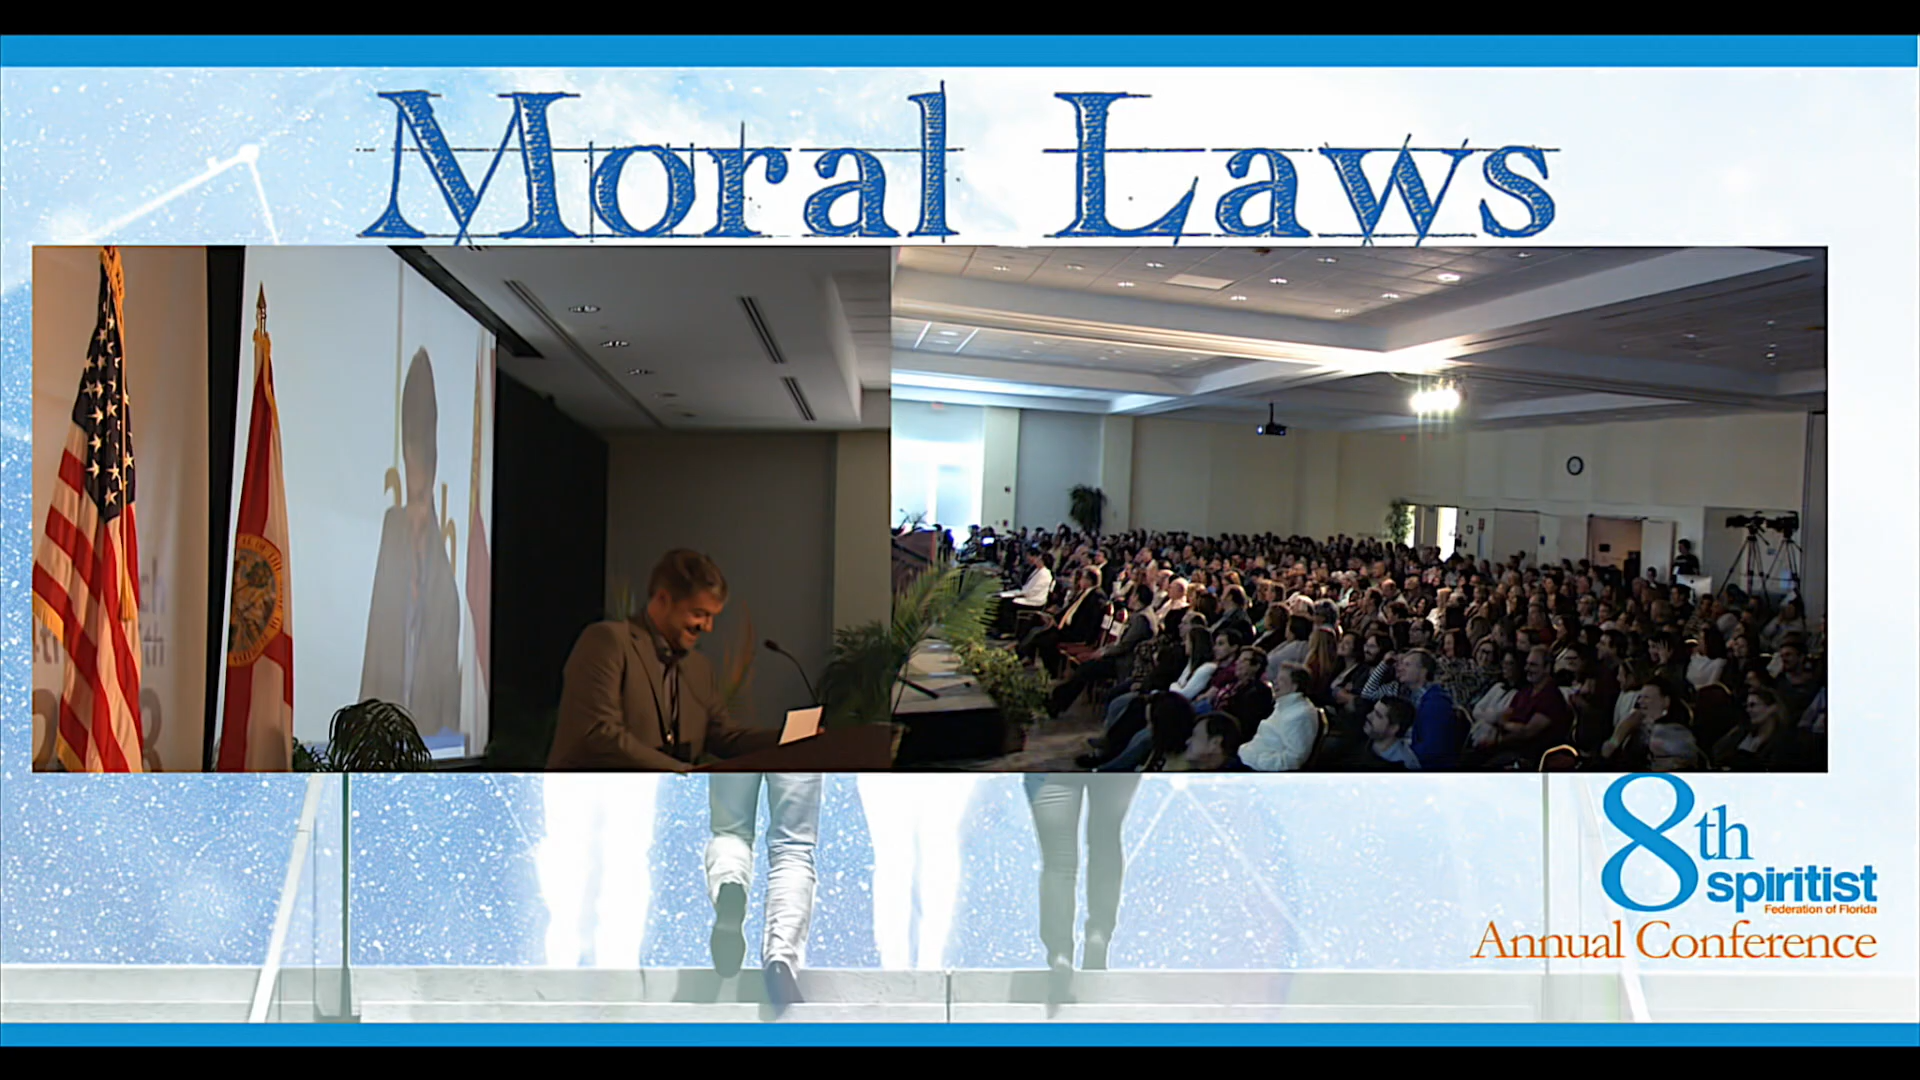 Moral Laws
8th
spiritist
Federation of Florida
Annual Conference